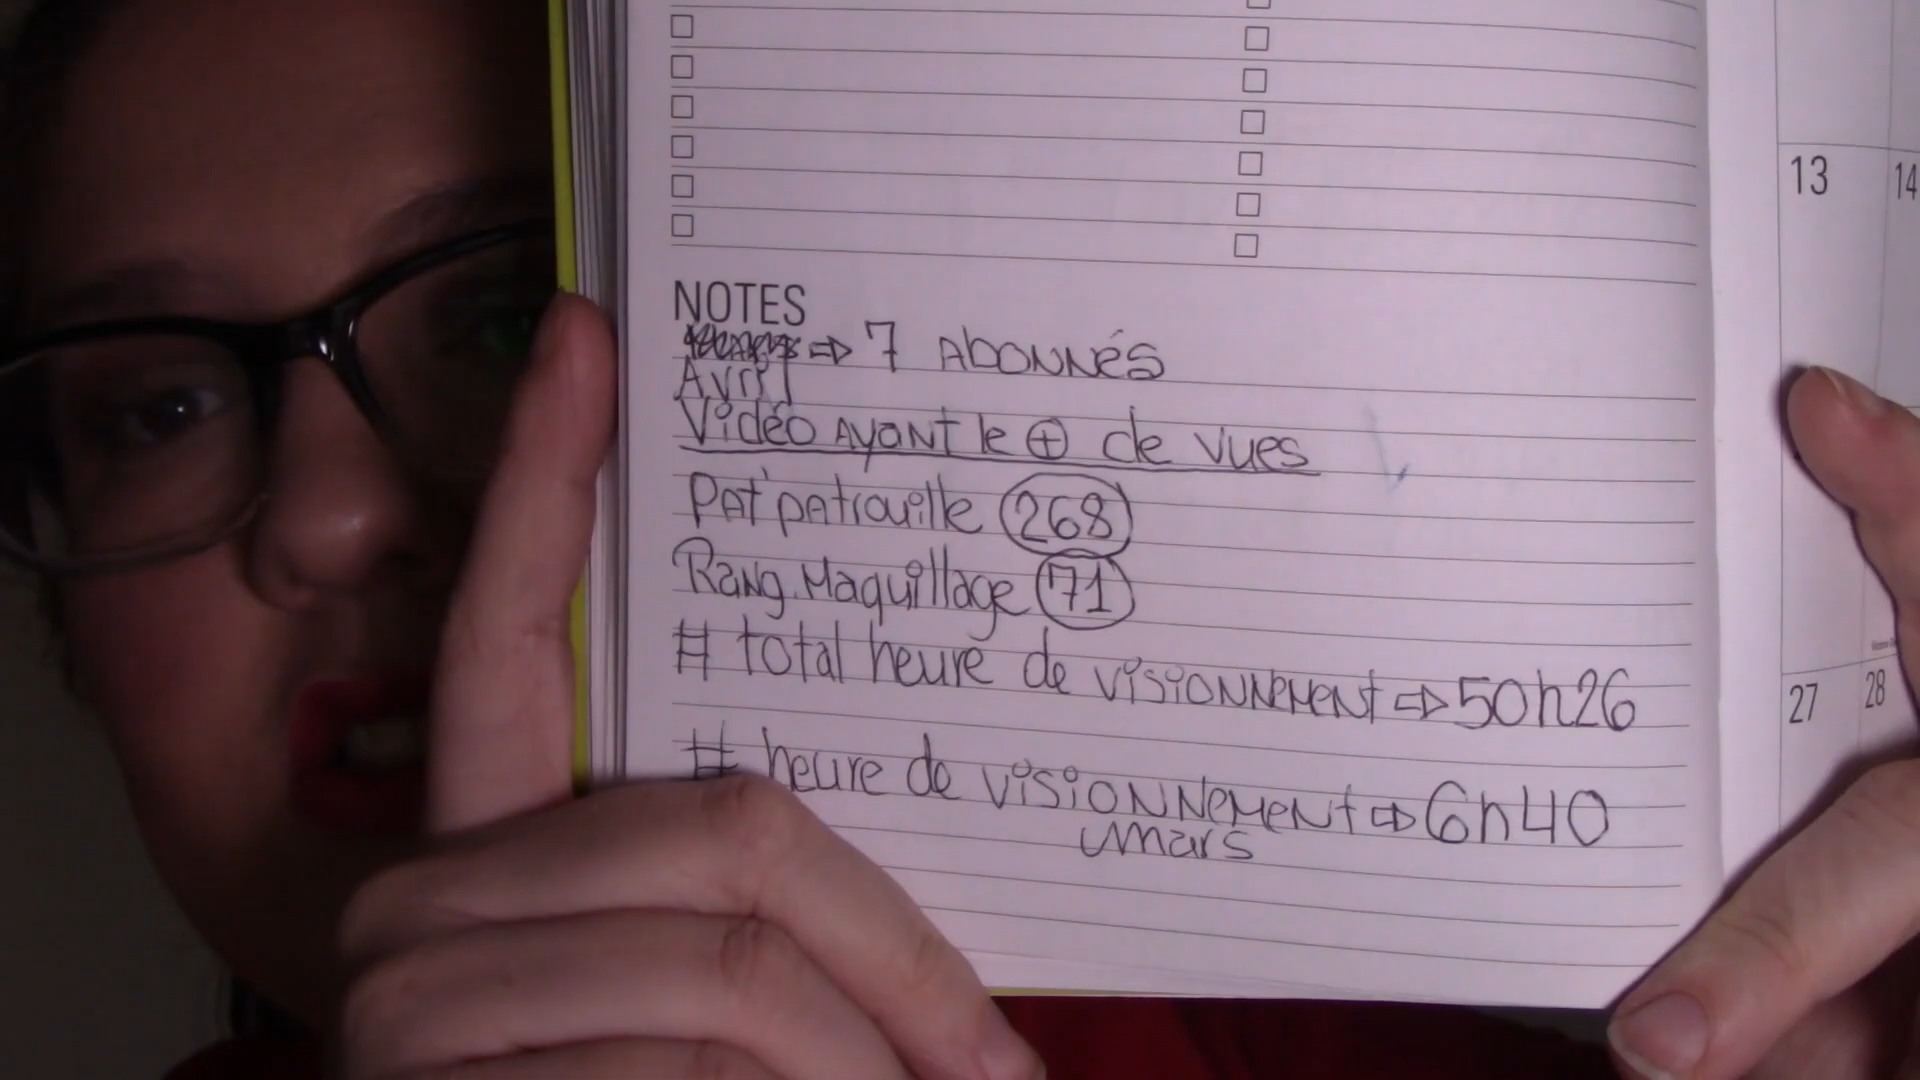 NOTES
⇨ 7 Abonnés
Avril
Vidéo ayant le + de vues
Pat'patrouille 268
Rang. Maquillage 71
# total heure de visionnement ⇨ 50h26
# heure de visionnement ⇨ 6h40
mars
13 14
27 28